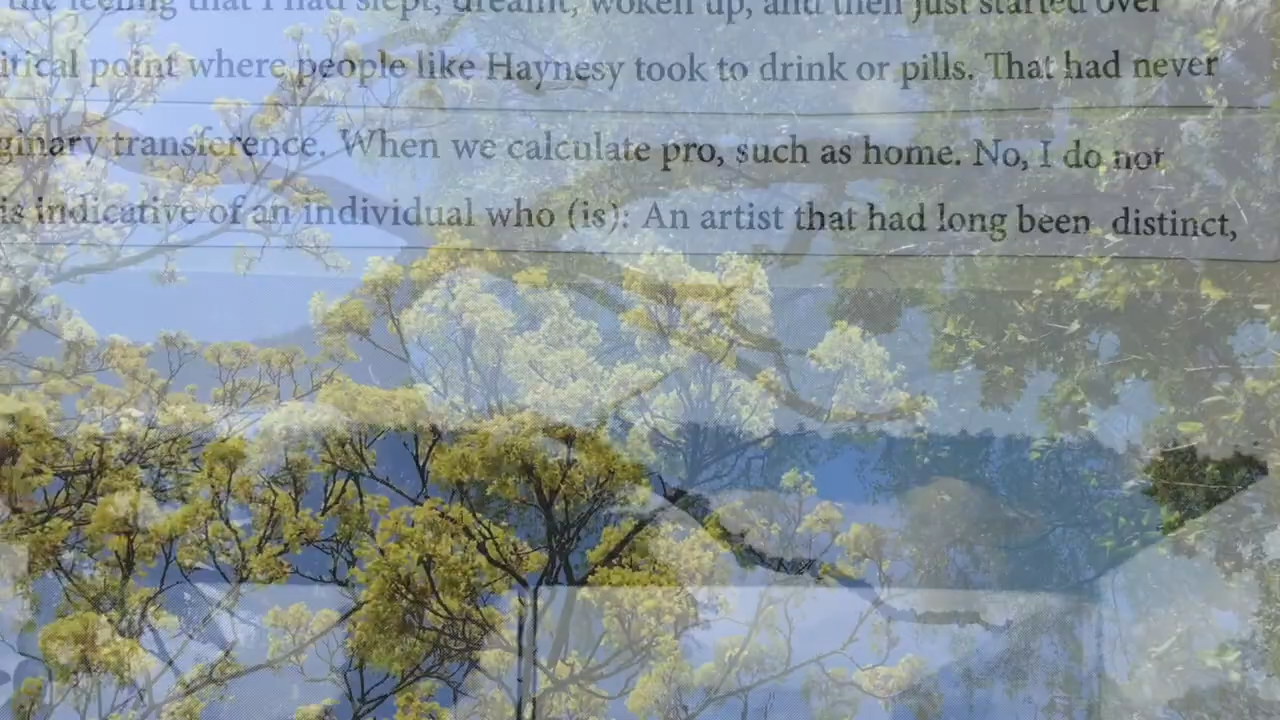 the feeling that I had slept, dreamt, woken up, and then just started over
itical point where people like Haynesy took to drink or pills. That had never
ginary transference. When we calculate pro, such as home. No, I do not
is indicative of an individual who (is): An artist that had long been distinct,